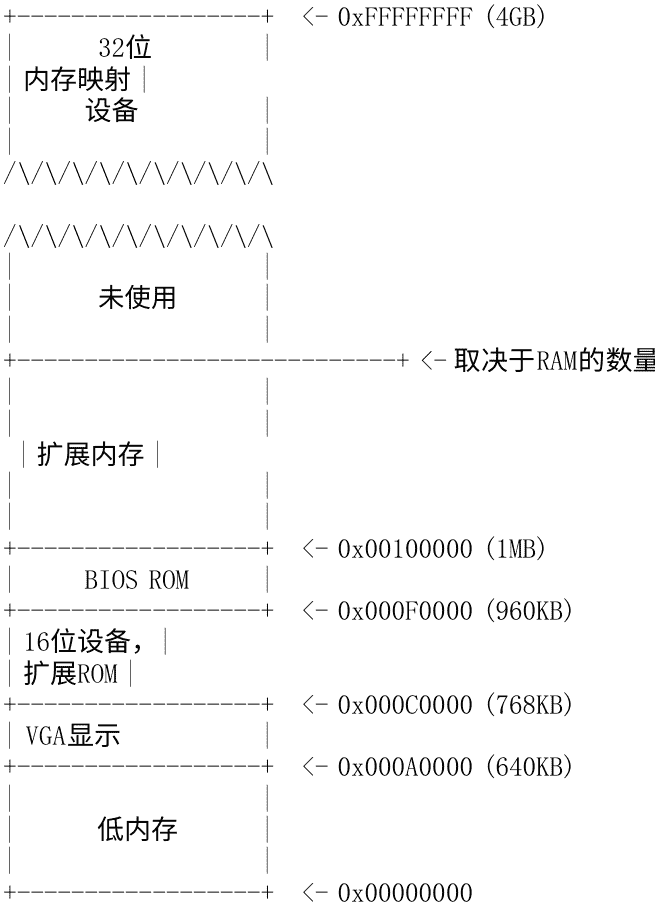 +-------------------+ <- 0xFFFFFFFF (4GB)
| 32位 |
| 内存映射 |
| 设备 |
| |
/\/\/\/\/\/\/\/\/\/\
/\/\/\/\/\/\/\/\/\/\
| |
| 未使用 |
| |
+-----------------------------+ <- 取决于RAM的数量
| |
| |
| 扩展内存 |
| |
| |
+-------------------+ <- 0x00100000 (1MB)
| BIOS ROM |
+-------------------+ <- 0x000F0000 (960KB)
| 16位设备, |
| 扩展ROM |
+-------------------+ <- 0x000C0000 (768KB)
| VGA显示 |
+-------------------+ <- 0x000A0000 (640KB)
| |
| 低内存 |
| |
+-------------------+ <- 0x00000000